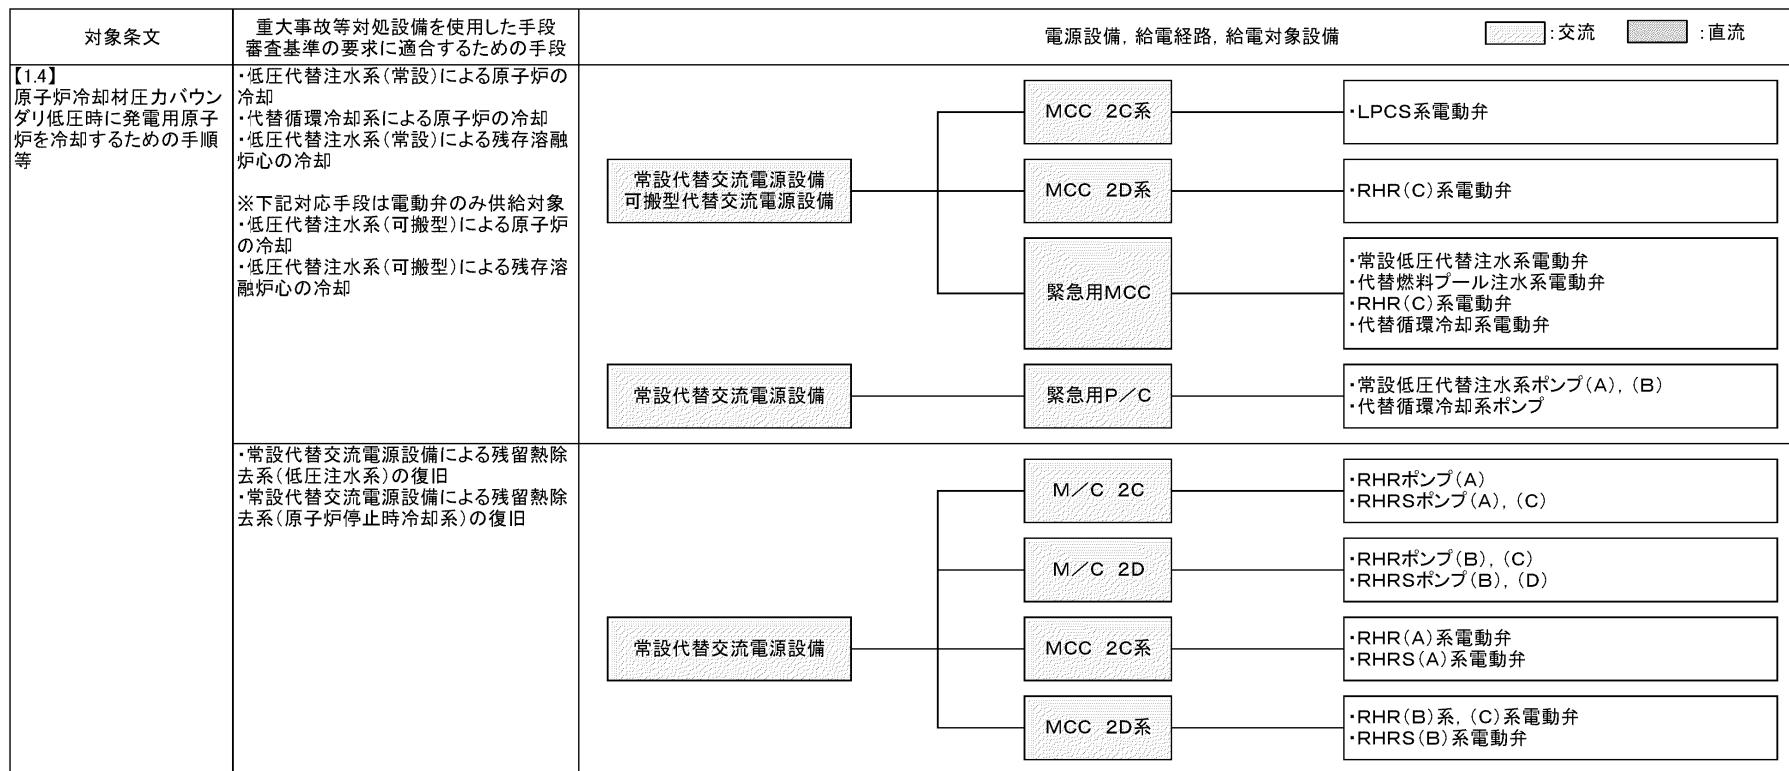 対象条文
重大事故等対処設備を使用した手段
審査基準の要求に適合するための手段
電源設備，給電経路，給電対象設備
：交流
：直流
【1.4】
原子炉冷却材圧力バウン
ダリ低圧時に発電用原子
炉を冷却するための手順
等
・低圧代替注水系（常設）による原子炉の
冷却
・代替循環冷却系による原子炉の冷却
・低圧代替注水系（常設）による残存溶融
炉心の冷却
※下記対応手段は電動弁のみ供給対象
・低圧代替注水系（可搬型）による原子炉
の冷却
・低圧代替注水系（可搬型）による残存溶
融炉心の冷却
常設代替交流電源設備
可搬型代替交流電源設備
ＭＣＣ　２Ｃ系
・ＬＰＣＳ系電動弁
ＭＣＣ　２Ｄ系
・ＲＨＲ（Ｃ）系電動弁
緊急用ＭＣＣ
・常設低圧代替注水系電動弁
・代替燃料プール注水系電動弁
・ＲＨＲ（Ｃ）系電動弁
・代替循環冷却系電動弁
常設代替交流電源設備
緊急用Ｐ／Ｃ
・常設低圧代替注水系ポンプ（Ａ），（Ｂ）
・代替循環冷却系ポンプ
・常設代替交流電源設備による残留熱除
去系（低圧注水系）の復旧
・常設代替交流電源設備による残留熱除
去系（原子炉停止時冷却系）の復旧
常設代替交流電源設備
Ｍ／Ｃ　２Ｃ
・ＲＨＲポンプ（Ａ）
・ＲＨＲＳポンプ（Ａ），（Ｃ）
Ｍ／Ｃ　２Ｄ
・ＲＨＲポンプ（Ｂ），（Ｃ）
・ＲＨＲＳポンプ（Ｂ），（Ｄ）
ＭＣＣ　２Ｃ系
・ＲＨＲ（Ａ）系電動弁
・ＲＨＲＳ（Ａ）系電動弁
ＭＣＣ　２Ｄ系
・ＲＨＲ（Ｂ）系，（Ｃ）系電動弁
・ＲＨＲＳ（Ｂ）系電動弁